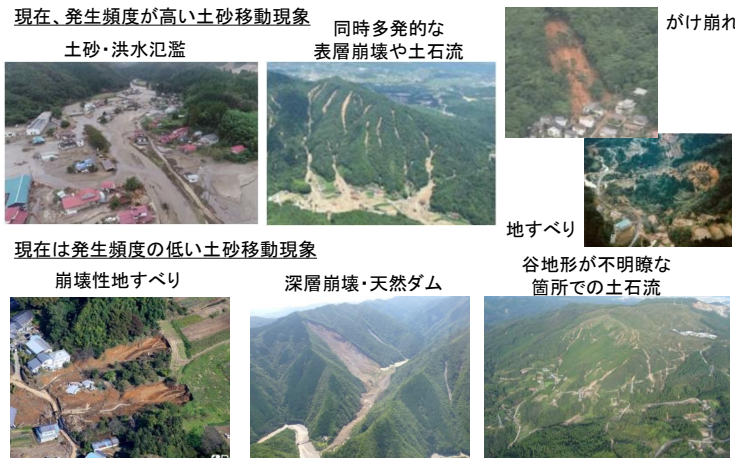 現在、発生頻度が高い土砂移動現象
土砂・洪水氾濫
同時多発的な
表層崩壊や土石流
がけ崩れ
地すべり
現在は発生頻度の低い土砂移動現象
崩壊性地すべり
深層崩壊・天然ダム
谷地形が不明瞭な
箇所での土石流